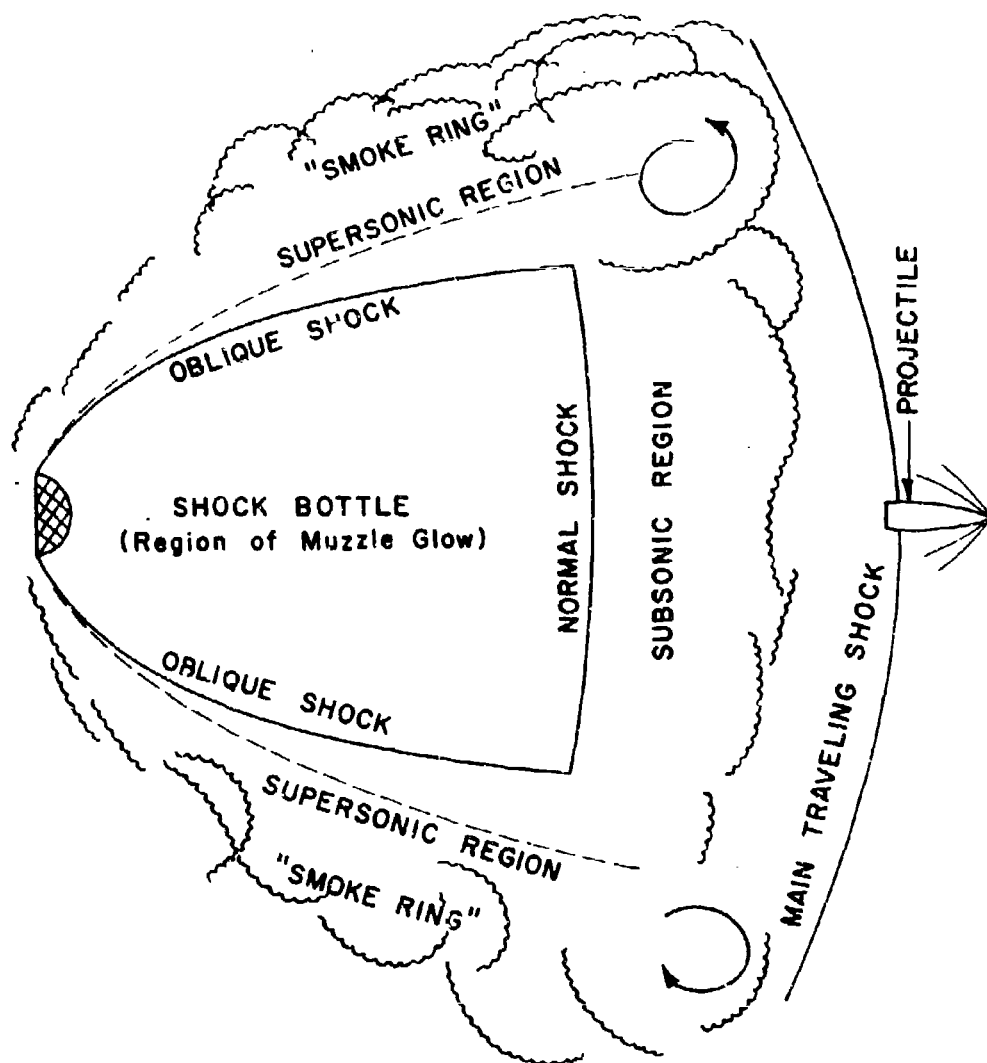 "SMOKE RING"
SUPERSONIC REGION
OBLIQUE SHOCK
SHOCK BOTTLE
(Region of Muzzle Glow)
NORMAL SHOCK
SUBSONIC REGION
PROJECTILE
OBLIQUE SHOCK
SUPERSONIC REGION
"SMOKE RING"
MAIN TRAVELING SHOCK